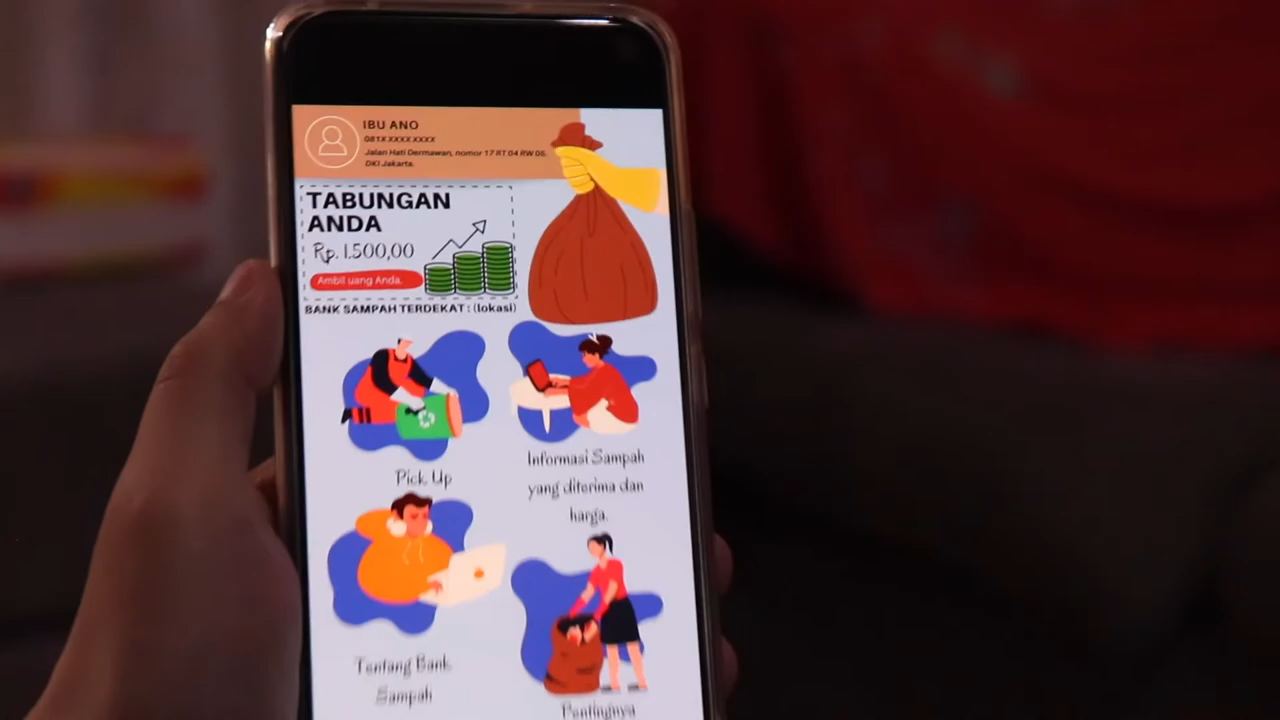 IBU ANO
081X XXXX XXXX
Jalan Hati Dermawan, nomor 17 RT 04 RW 06.
DKI Jakarta.
TABUNGAN
ANDA
Rp. 1.500,00
Ambil uang Anda.
BANK SAMPAH TERDEKAT : (lokasi)
Pick Up
Informasi Sampah
yang diterima dan
harga.
Tentang Bank
Sampah
Pentingnya